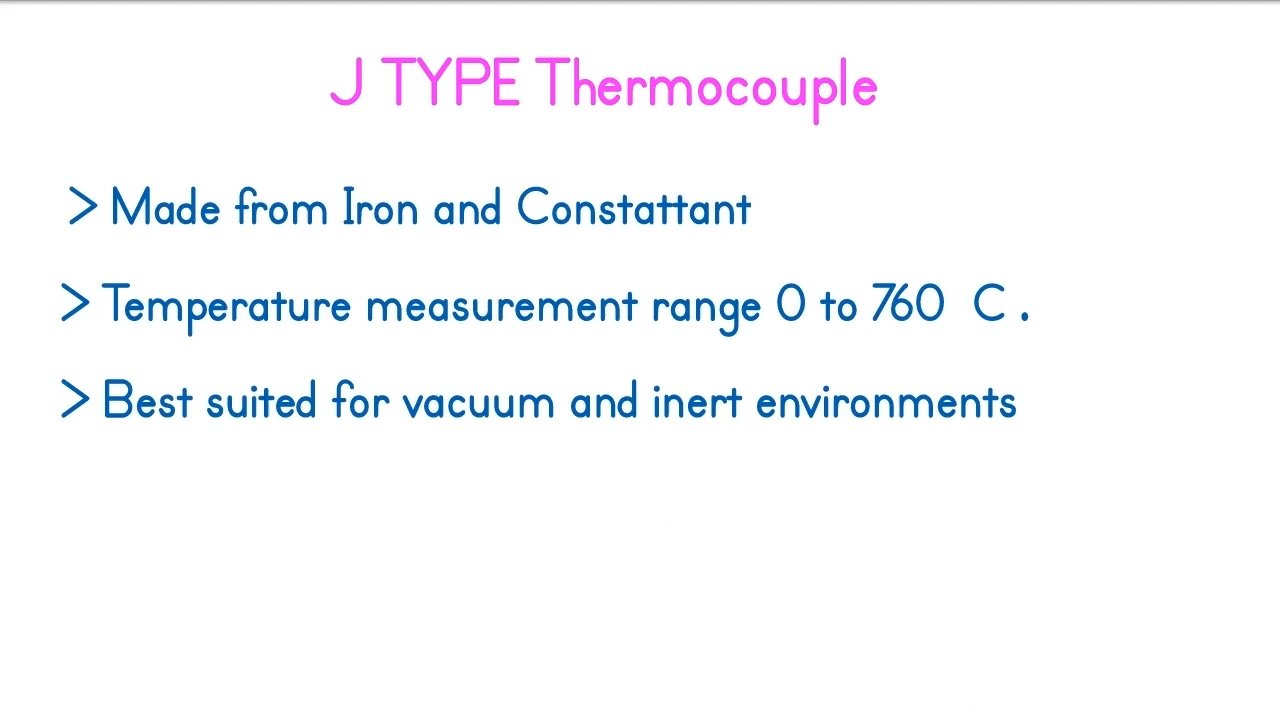 J TYPE Thermocouple
> Made from Iron and Constattant
> Temperature measurement range 0 to 760  C .
> Best suited for vacuum and inert environments